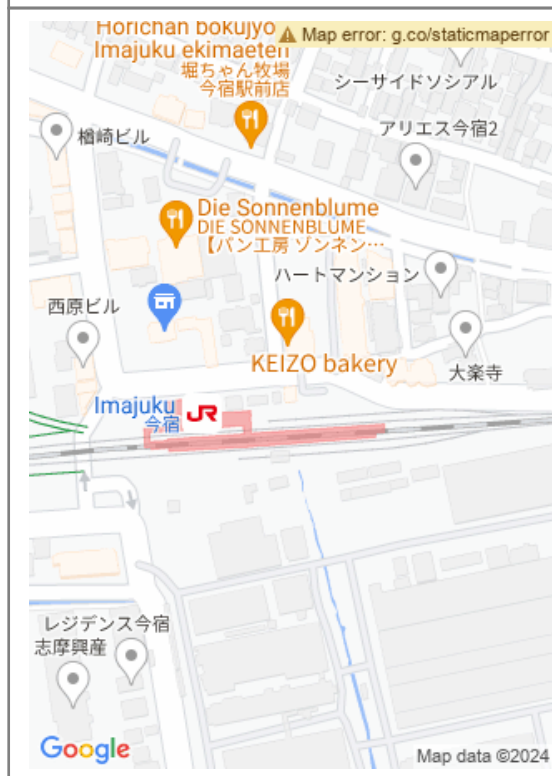 Horichan bokujyo
Imajuku ekimaeten
堀ちゃん牧場
今宿駅前店
⚠ Map error: g.co/staticmaperror
シーサイドソシアル
楢崎ビル
アリエス今宿2
Die Sonnenblume
DIE SONNENBLUME
【パン工房 ゾンネン…
ハートマンション
西原ビル
KEIZO bakery
大楽寺
Imajuku
今宿
JR
レジデンス今宿
志摩興産
Google
Map data ©2024